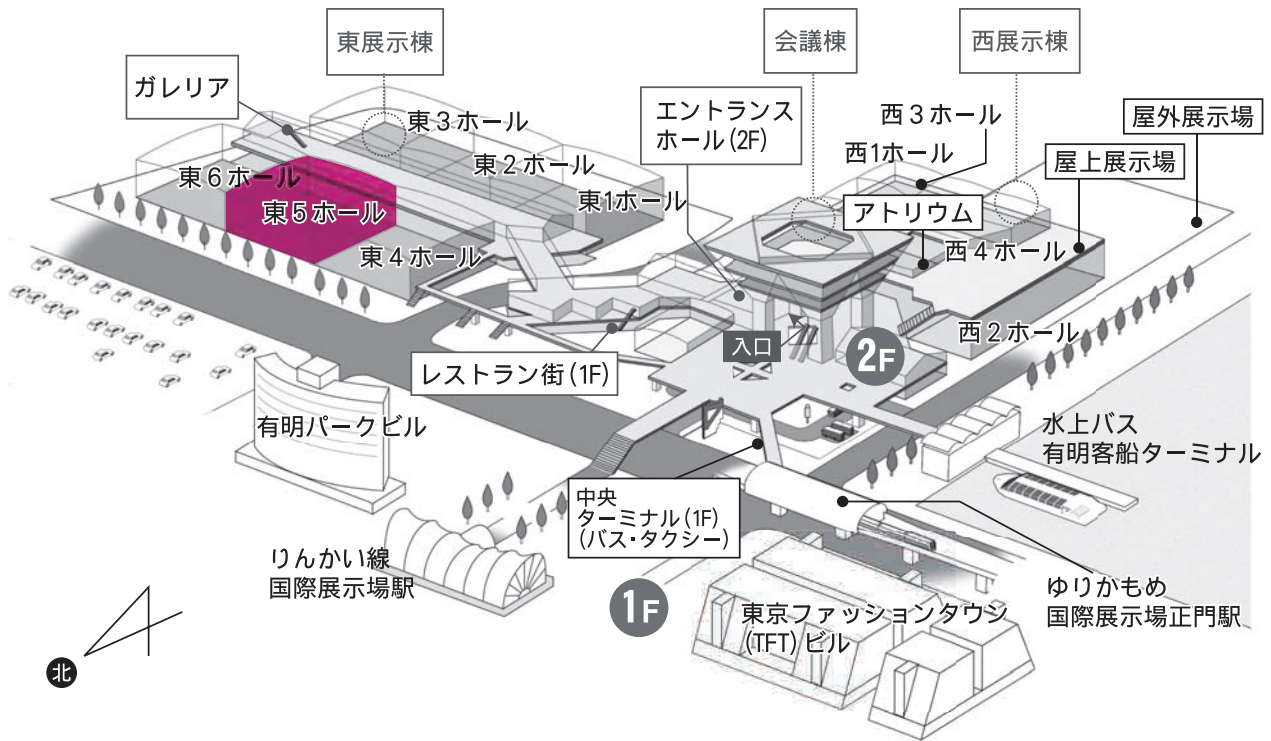 東展示棟
会議棟
西展示棟
ガレリア
エントランス
ホール(2F)
西3ホール
屋外展示場
東3ホール
西1ホール
屋上展示場
東2ホール
東6ホール
東1ホール
アトリウム
東5ホール
東4ホール
西4ホール
入口
2F
西2ホール
レストラン街(1F)
有明パークビル
水上バス
有明客船ターミナル
中央
ターミナル(1F)
(バス・タクシー)
りんかい線
国際展示場駅
1F
東京ファッションタウン
(TFT)ビル
ゆりかもめ
国際展示場正門駅
北